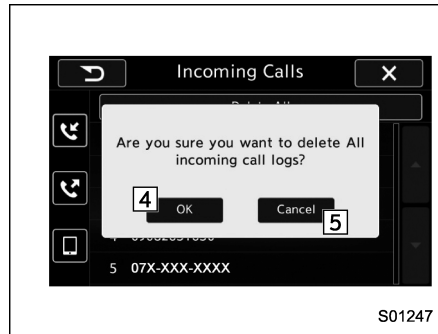 Incoming Calls
Are you sure you want to delete All
incoming call logs?
4
OK
Cancel
5
5 07X-XXX-XXXX
S01247